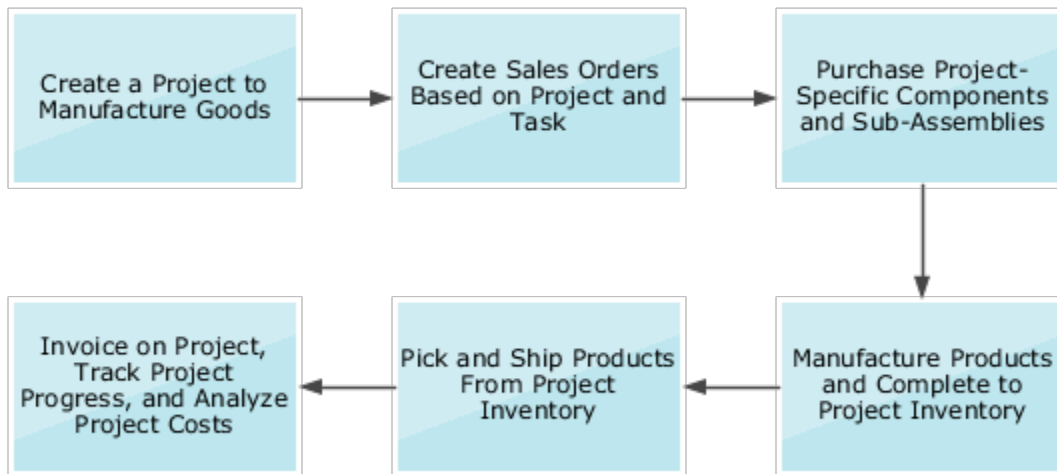 Create a Project to
Manufacture Goods
Create Sales Orders
Based on Project and
Task
Purchase Project-
Specific Components
and Sub-Assemblies
Manufacture Products
and Complete to
Project Inventory
Pick and Ship Products
From Project
Inventory
Invoice on Project,
Track Project
Progress, and Analyze
Project Costs